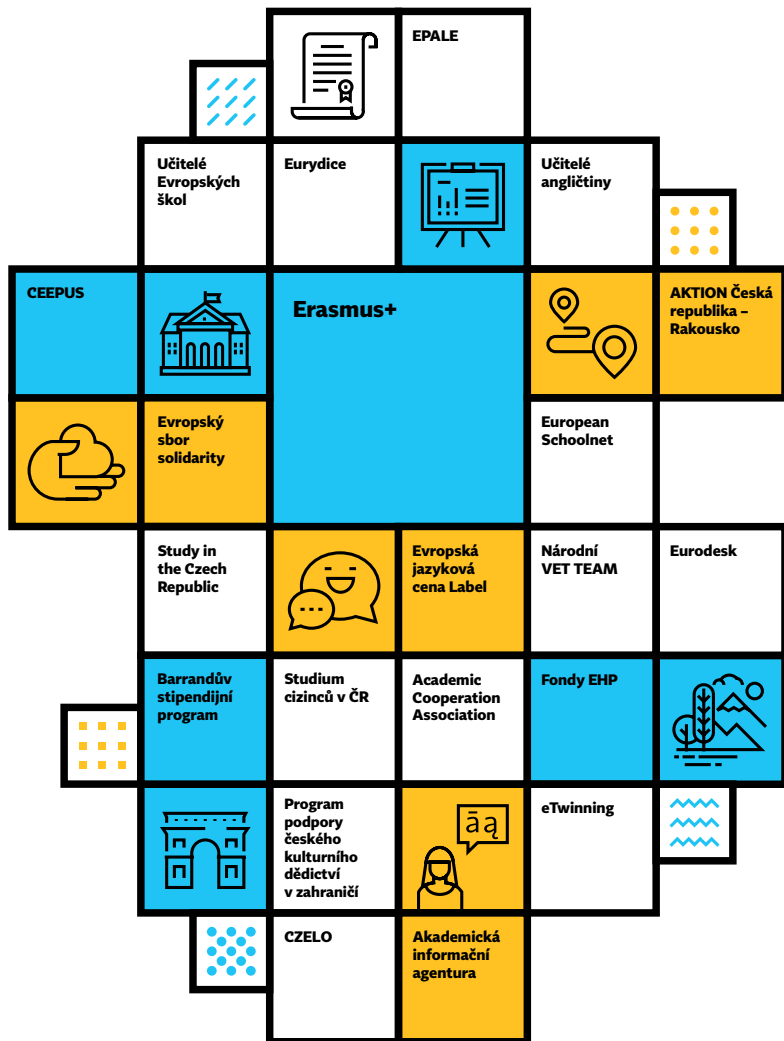 EPALE
Učitelé
Evropských
škol
Eurydice
Učitelé
angličtiny
CEEPUS
Erasmus+
AKTION Česká
republika –
Rakousko
Evropský
sbor
solidarity
European
Schoolnet
Study in
the Czech
Republic
Evropská
jazyková
cena Label
Národní
VET TEAM
Eurodesk
Barrandův
stipendijní
program
Studium
cizinců v ČR
Academic
Cooperation
Association
Fondy EHP
Program
podpory
českého
kulturního
dědictví
v zahraničí
āą
eTwinning
CZELO
Akademická
informační
agentura